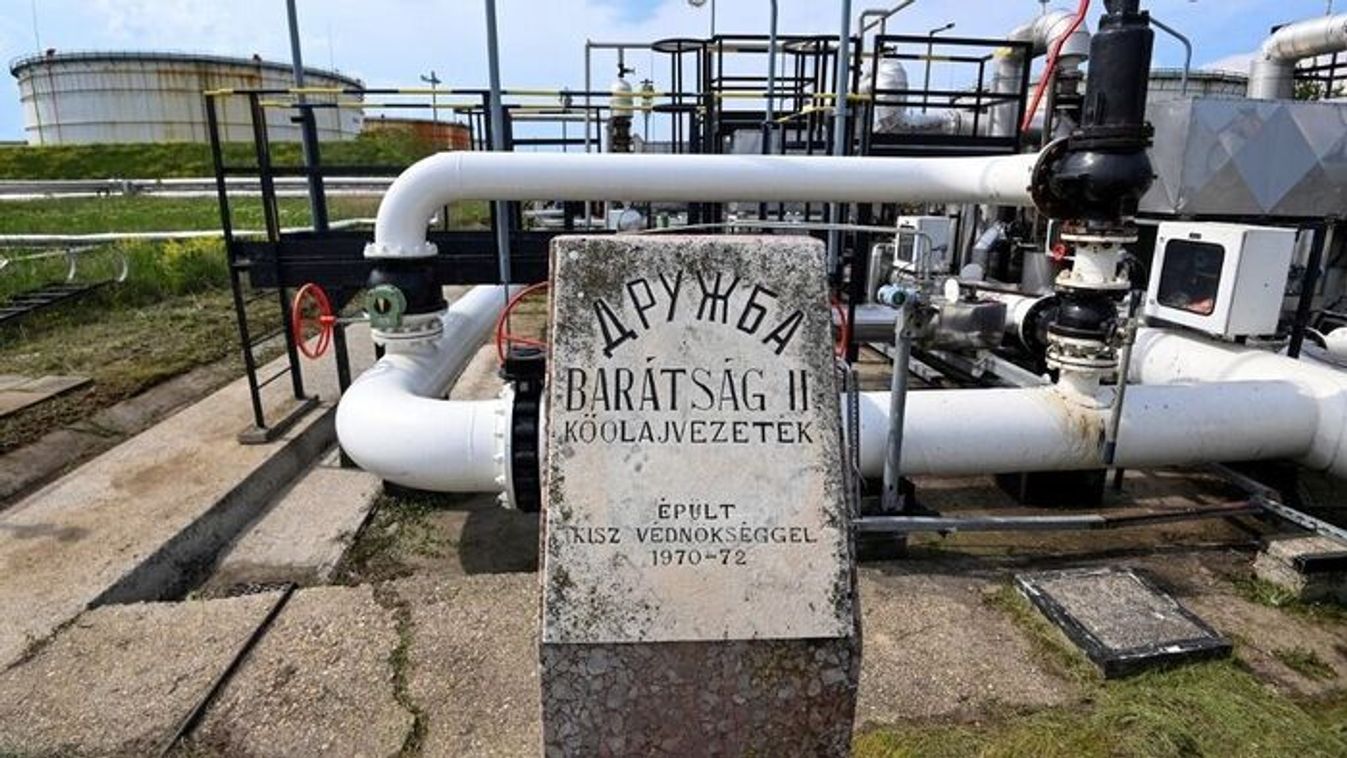 ДРУЖБА
BARÁTSÁG II
KŐOLAJVEZETÉK
ÉPÜLT
KISZ VÉDNÖKSÉGGEL
1970-72